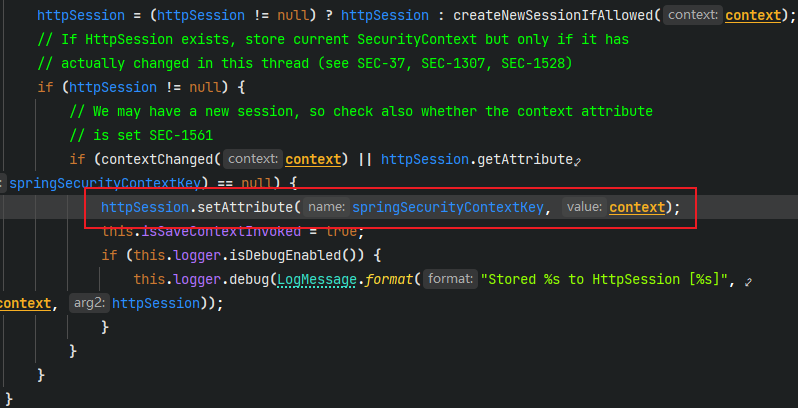 httpSession = (httpSession != null) ? httpSession : createNewSessionIfAllowed( context: context);
// If HttpSession exists, store current SecurityContext but only if it has
// actually changed in this thread (see SEC-37, SEC-1307, SEC-1528)
if (httpSession != null) {
// We may have a new session, so check also whether the context attribute
// is set SEC-1561
if (contextChanged( context: context) || httpSession.getAttribute
: springSecurityContextKey) == null) {
httpSession.setAttribute( name: springSecurityContextKey, value: context);
this.isSaveContextInvoked = true;
if (this.logger.isDebugEnabled()) {
this.logger.debug(LogMessage.format( format: "Stored %s to HttpSession [%s]",
context, arg2: httpSession));
}
}
}
}